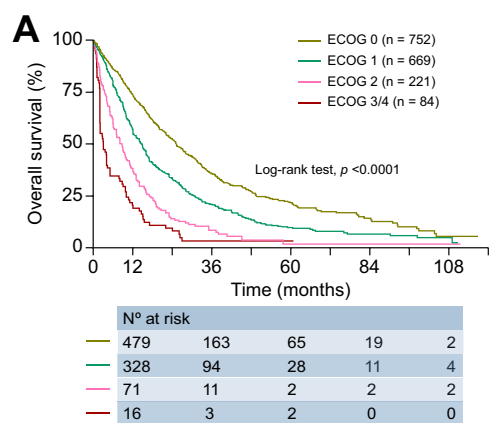 A
Overall survival (%)
100
75
50
25
0
ECOG 0 (n = 752)
ECOG 1 (n = 669)
ECOG 2 (n = 221)
ECOG 3/4 (n = 84)
Log-rank test, p <0.0001
0 12 36 60 84 108
Time (months)
Nº at risk
479 163 65 19 2
328 94 28 11 4
71 11 2 2 2
16 3 2 0 0